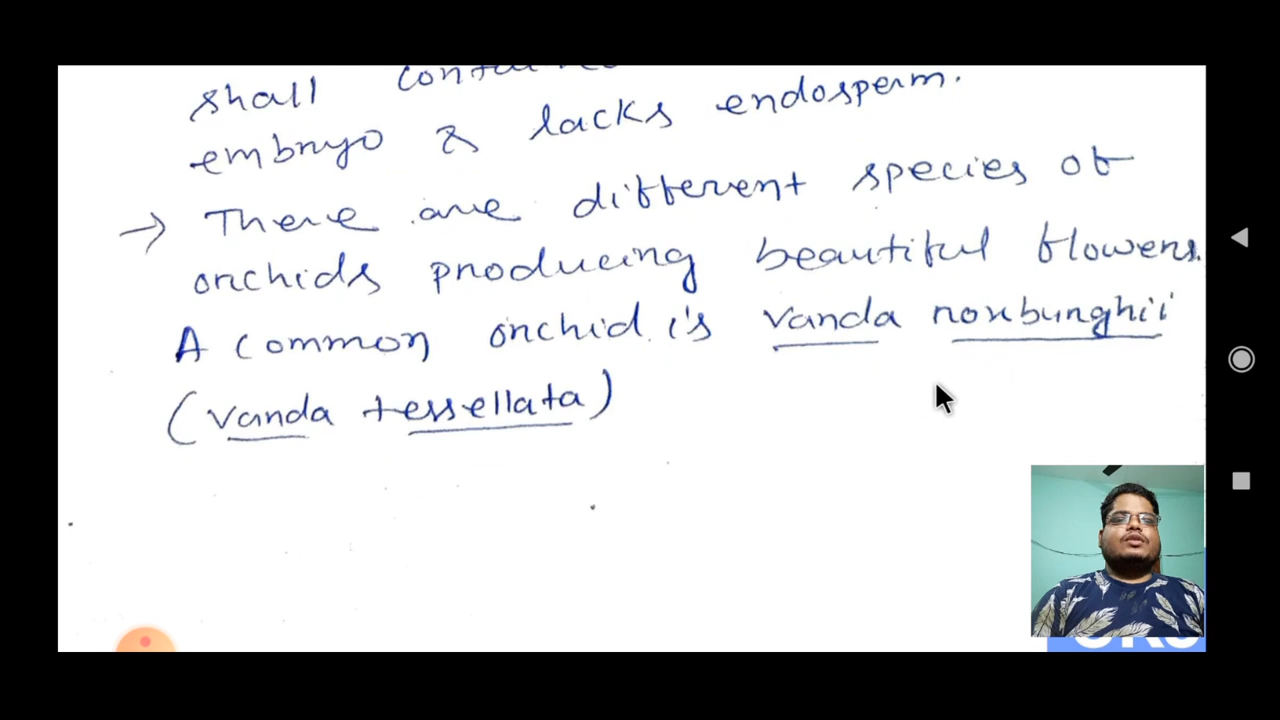 shall
embryo & lacks endosperm.
→ There are different species of
orchids producing beautiful flowers.
A common orchid is vanda roxburghii
(vanda tessellata)